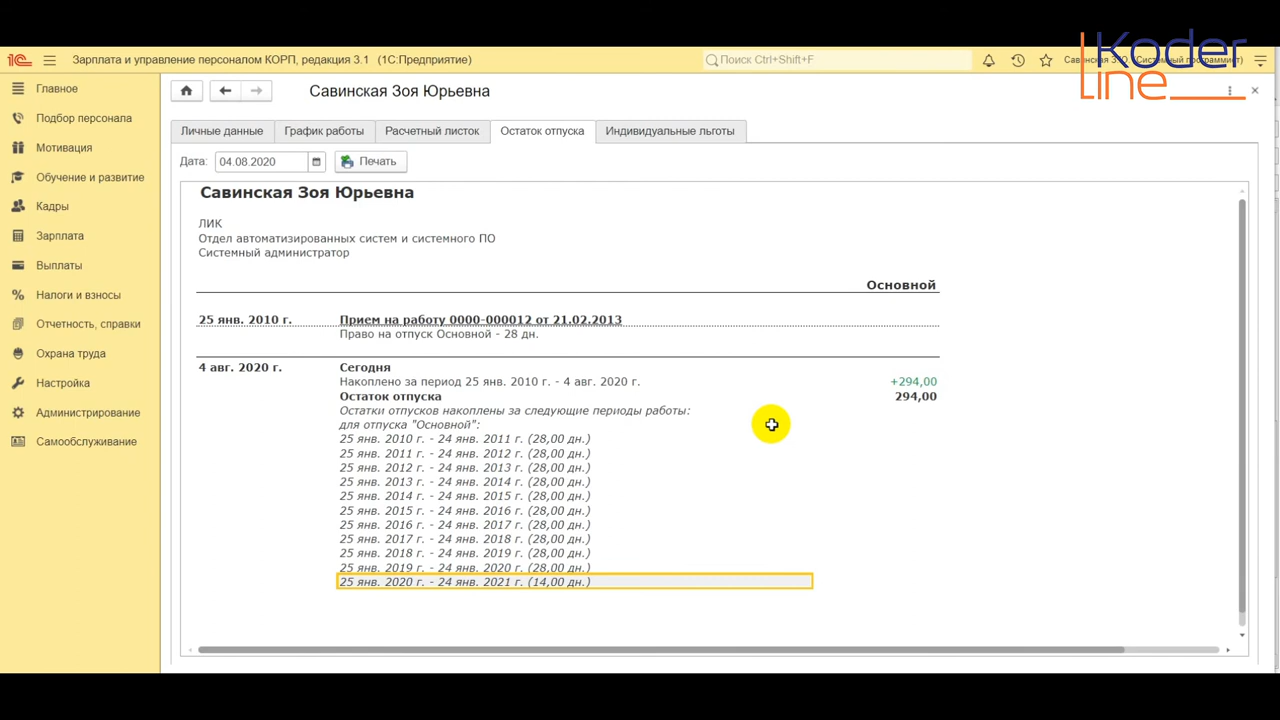 Koder
line
1С Зарплата и управление персоналом КОРП, редакция 3.1 (1С:Предприятие)
Поиск Ctrl+Shift+F
Главное
Подбор персонала
Мотивация
Обучение и развитие
Кадры
Зарплата
Выплаты
Налоги и взносы
Отчетность, справки
Охрана труда
Настройка
Администрирование
Самообслуживание
Савинская Зоя Юрьевна
Личные данные
График работы
Расчетный листок
Остаток отпуска
Индивидуальные льготы
Дата: 04.08.2020 Печать
Савинская Зоя Юрьевна
ЛИК
Отдел автоматизированных систем и системного ПО
Системный администратор
Основной
25 янв. 2010 г. Прием на работу 0000-000012 от 21.02.2013
Право на отпуск Основной - 28 дн.
4 авг. 2020 г. Сегодня
Накоплено за период 25 янв. 2010 г. - 4 авг. 2020 г. +294,00
Остаток отпуска 294,00
Остатки отпусков накоплены за следующие периоды работы:
для отпуска "Основной":
25 янв. 2010 г. - 24 янв. 2011 г. (28,00 дн.)
25 янв. 2011 г. - 24 янв. 2012 г. (28,00 дн.)
25 янв. 2012 г. - 24 янв. 2013 г. (28,00 дн.)
25 янв. 2013 г. - 24 янв. 2014 г. (28,00 дн.)
25 янв. 2014 г. - 24 янв. 2015 г. (28,00 дн.)
25 янв. 2015 г. - 24 янв. 2016 г. (28,00 дн.)
25 янв. 2016 г. - 24 янв. 2017 г. (28,00 дн.)
25 янв. 2017 г. - 24 янв. 2018 г. (28,00 дн.)
25 янв. 2018 г. - 24 янв. 2019 г. (28,00 дн.)
25 янв. 2019 г. - 24 янв. 2020 г. (28,00 дн.)
25 янв. 2020 г. - 24 янв. 2021 г. (14,00 дн.)